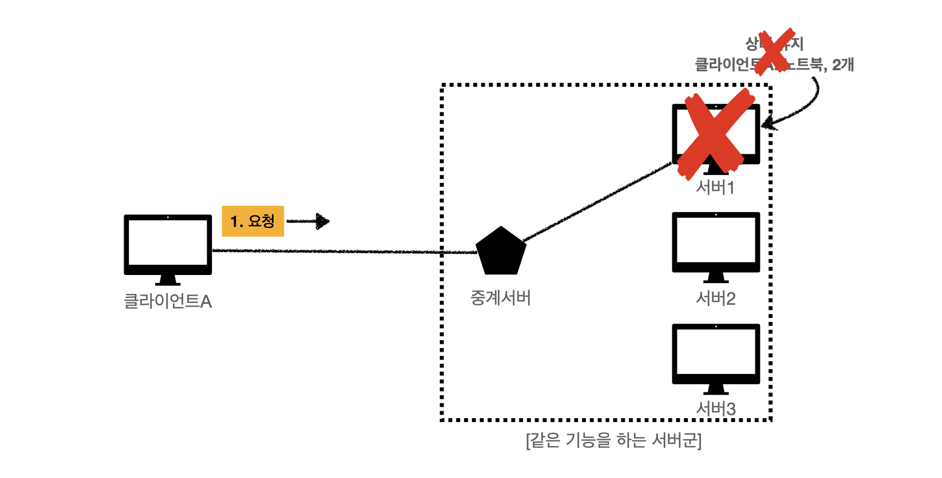 상 지
클라이언트 노트북, 2개
서버1
1. 요청
클라이언트A
중계서버
서버2
서버3
[같은 기능을 하는 서버군]